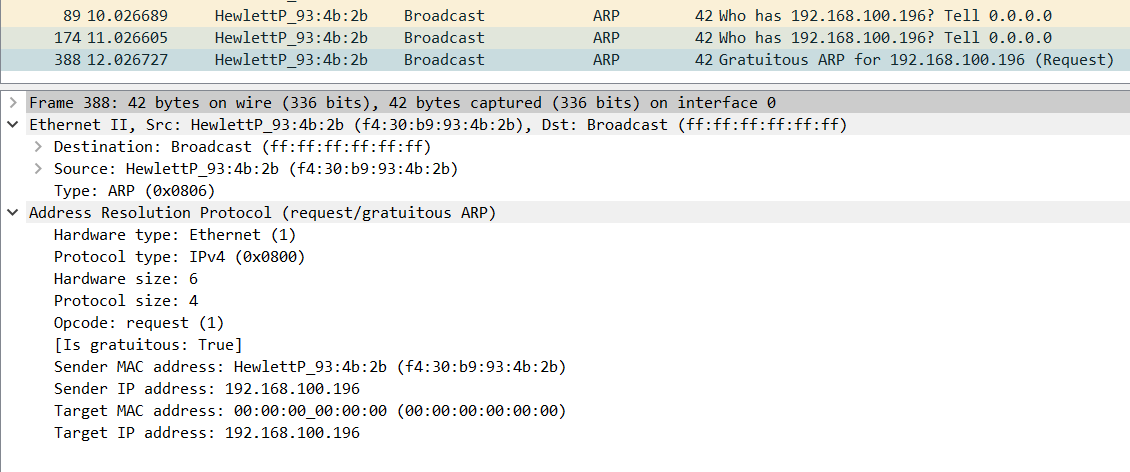 89 10.026689 HewlettP_93:4b:2b Broadcast ARP 42 Who has 192.168.100.196? Tell 0.0.0.0
174 11.026605 HewlettP_93:4b:2b Broadcast ARP 42 Who has 192.168.100.196? Tell 0.0.0.0
388 12.026727 HewlettP_93:4b:2b Broadcast ARP 42 Gratuitous ARP for 192.168.100.196 (Request)
Frame 388: 42 bytes on wire (336 bits), 42 bytes captured (336 bits) on interface 0
Ethernet II, Src: HewlettP_93:4b:2b (f4:30:b9:93:4b:2b), Dst: Broadcast (ff:ff:ff:ff:ff:ff)
Destination: Broadcast (ff:ff:ff:ff:ff:ff)
Source: HewlettP_93:4b:2b (f4:30:b9:93:4b:2b)
Type: ARP (0x0806)
Address Resolution Protocol (request/gratuitous ARP)
Hardware type: Ethernet (1)
Protocol type: IPv4 (0x0800)
Hardware size: 6
Protocol size: 4
Opcode: request (1)
[Is gratuitous: True]
Sender MAC address: HewlettP_93:4b:2b (f4:30:b9:93:4b:2b)
Sender IP address: 192.168.100.196
Target MAC address: 00:00:00_00:00:00 (00:00:00:00:00:00)
Target IP address: 192.168.100.196